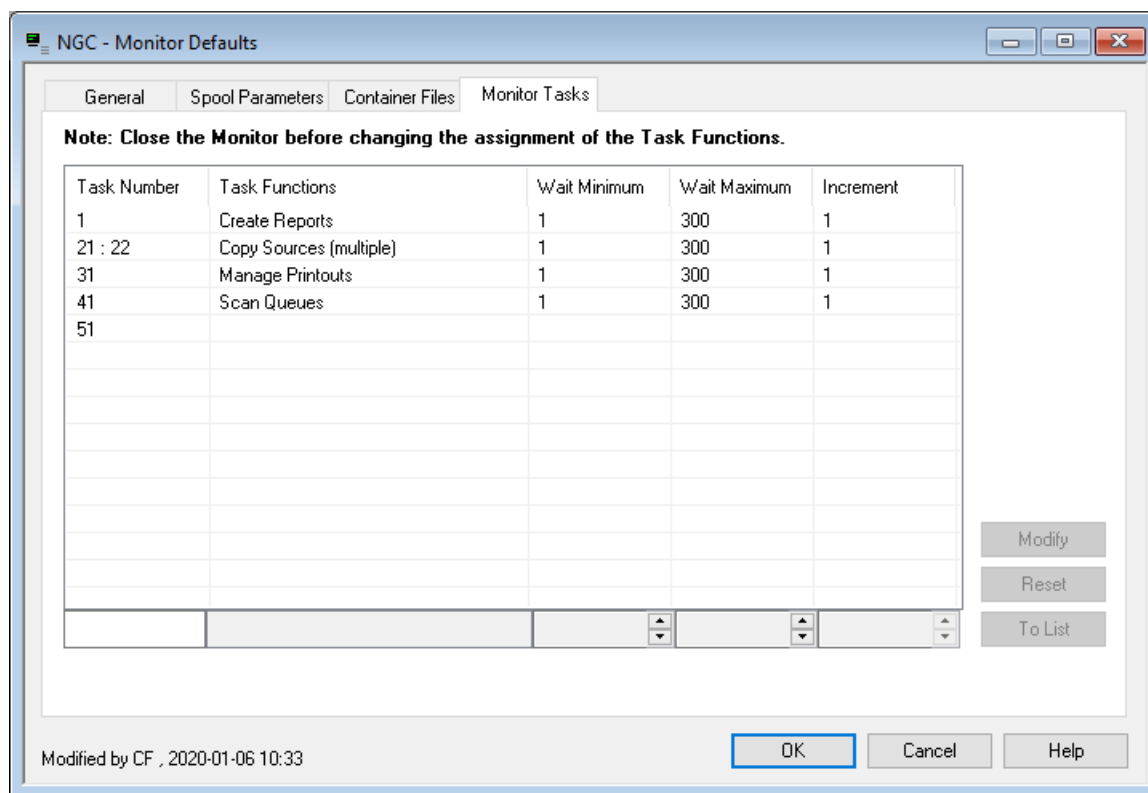 NGC - Monitor Defaults
General Spool Parameters Container Files Monitor Tasks
Note: Close the Monitor before changing the assignment of the Task Functions.
Task Number Task Functions Wait Minimum Wait Maximum Increment
1 Create Reports 1 300 1
21 : 22 Copy Sources (multiple) 1 300 1
31 Manage Printouts 1 300 1
41 Scan Queues 1 300 1
51
Modify
Reset
To List
Modified by CF , 2020-01-06 10:33 OK Cancel Help